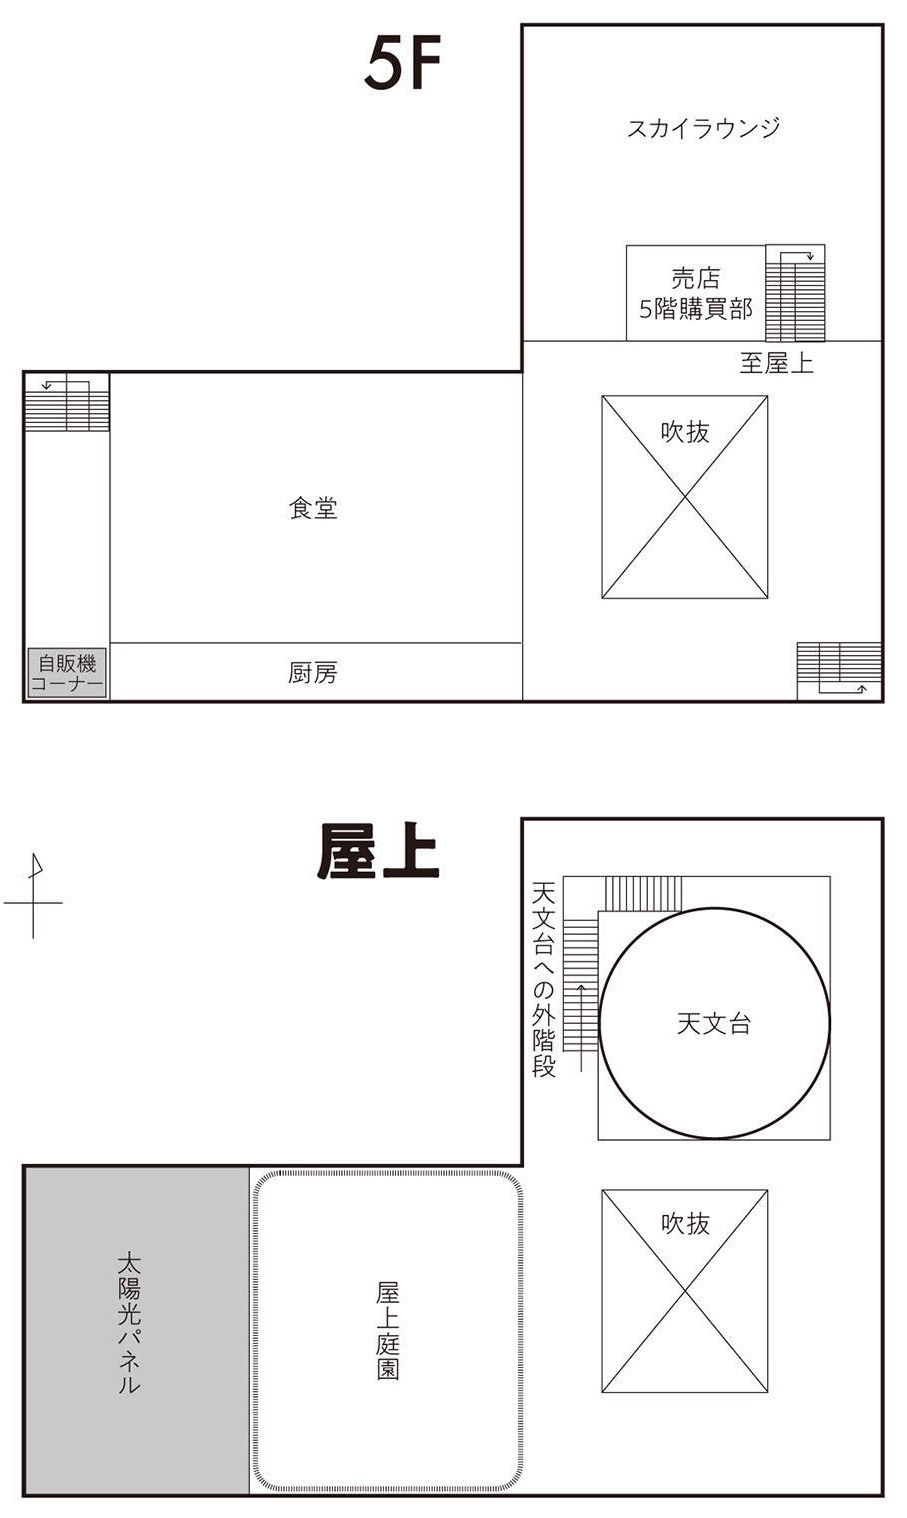 5F
スカイラウンジ
売店
5階購買部
至屋上
吹抜
食堂
厨房
自販機
コーナー
屋上
天文台への外階段
天文台
吹抜
太陽光パネル
屋上庭園